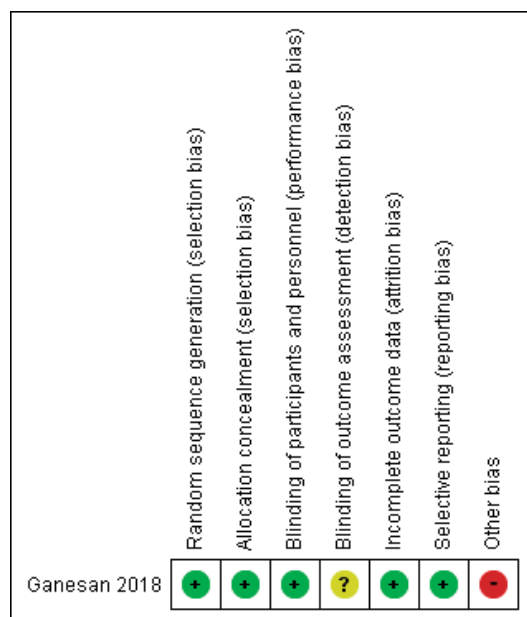 Random sequence generation (selection bias)
Allocation concealment (selection bias)
Blinding of participants and personnel (performance bias)
Blinding of outcome assessment (detection bias)
Incomplete outcome data (attrition bias)
Selective reporting (reporting bias)
Other bias
Ganesan 2018 + + + ? + + -